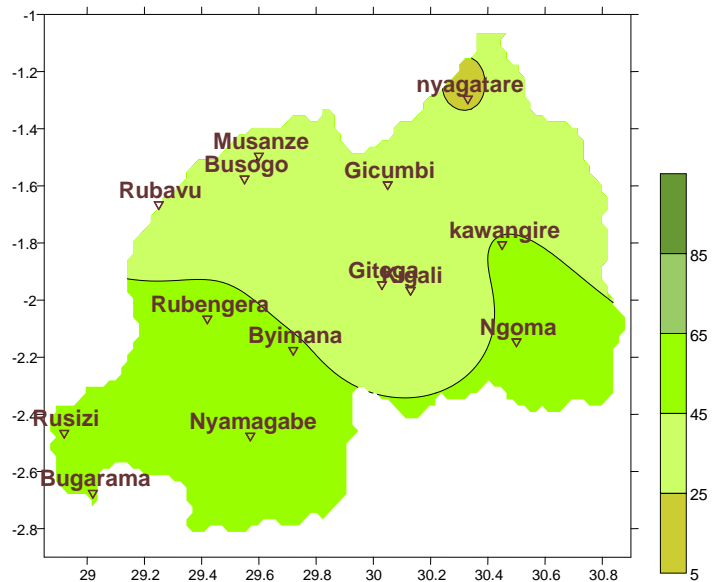 -1
-1.2
-1.4
-1.6
-1.8
-2
-2.2
-2.4
-2.6
-2.8
nyagatare
Musanze
Busogo
Gicumbi
Rubavu
kawangire
Gitega
Kigali
Rubengera
Byimana
Ngoma
Rusizi
Nyamagabe
Bugarama
29
29.2
29.4
29.6
29.8
30
30.2
30.4
30.6
30.8
85
65
45
25
5